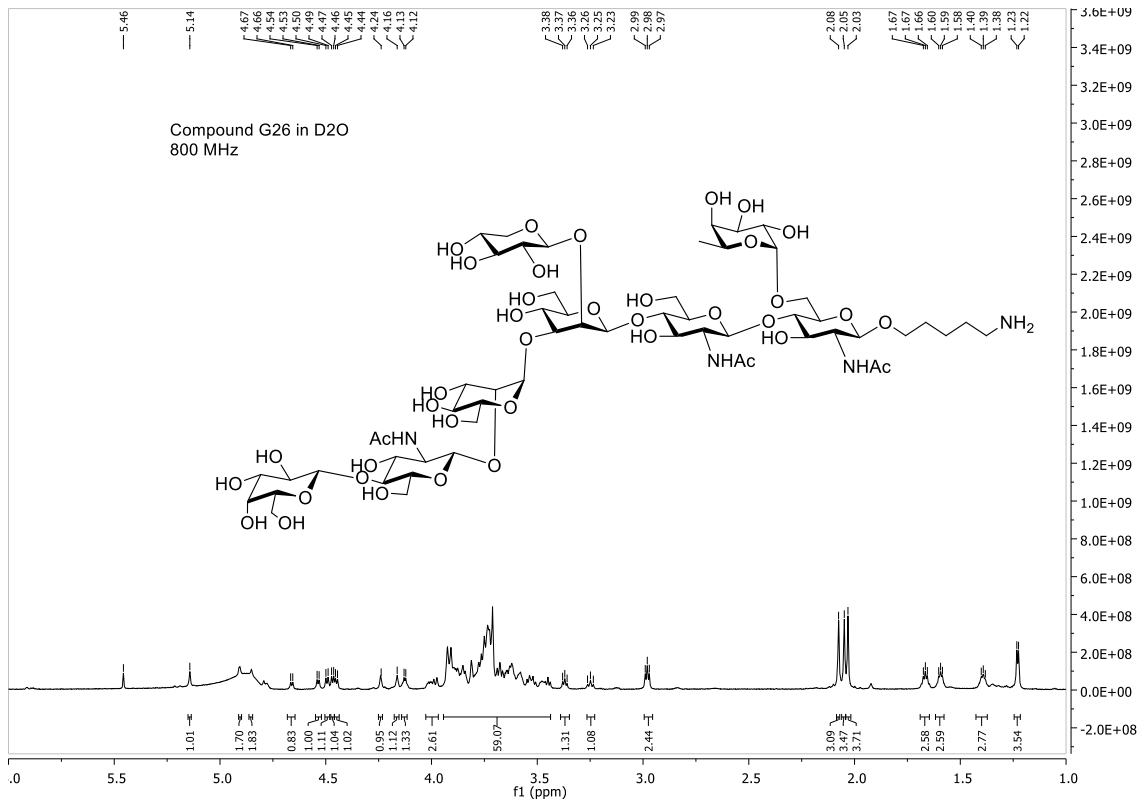 5.46
5.14
4.67
4.66
4.54
4.53
4.50
4.49
4.47
4.46
4.45
4.44
4.24
4.16
4.13
4.12
3.38
3.37
3.36
3.26
3.25
3.23
2.99
2.98
2.97
2.08
2.05
2.03
1.67
1.67
1.66
1.60
1.59
1.58
1.40
1.39
1.38
1.23
1.22
3.6E+09
3.4E+09
3.2E+09
3.0E+09
2.8E+09
2.6E+09
2.4E+09
2.2E+09
2.0E+09
1.8E+09
1.6E+09
1.4E+09
1.2E+09
1.0E+09
8.0E+08
6.0E+08
4.0E+08
2.0E+08
0.0E+00
-2.0E+08
Compound G26 in D2O
800 MHz
OH
OH
OH
O
O
O
HO
HO
OH
HO
HO
O
O
O
HO
O
HO
NHAc
O
O
O
HO
O
NHAc
O
NH2
O
HO
HO
HO
O
AcHN
HO
HO
O
O
HO
HO
O
OH
OH
O
1.01
1.70
1.83
0.83
1.00
1.11
1.04
1.02
0.95
1.12
1.33
2.61
59.07
1.31
1.08
2.44
3.09
3.47
3.71
2.58
2.59
2.77
3.54
.0
5.5
5.0
4.5
4.0
3.5
3.0
2.5
2.0
1.5
1.0
f1 (ppm)